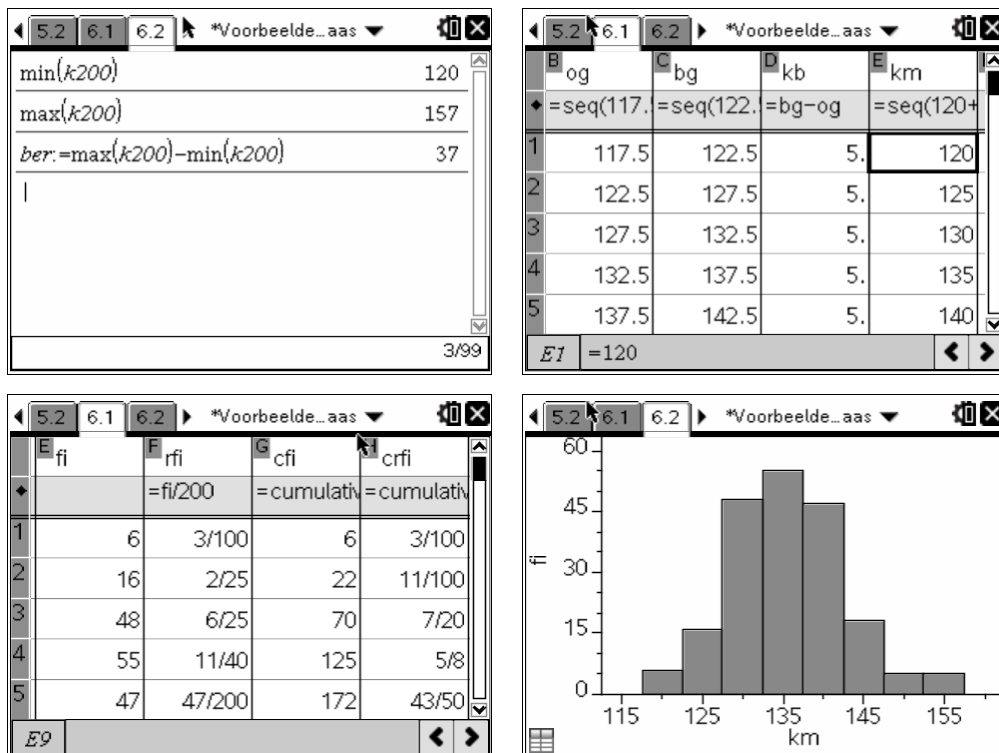 5.2 6.1 6.2 *Voorbeelde…aas
min(k200) 120
max(k200) 157
ber:=max(k200)−min(k200) 37
3/99
5.2 6.1 6.2 *Voorbeelde…aas
B og C bg D kb E km
=seq(117.5 =seq(122. =bg−og =seq(120+
1 117.5 122.5 5. 120
2 122.5 127.5 5. 125
3 127.5 132.5 5. 130
4 132.5 137.5 5. 135
5 137.5 142.5 5. 140
E1 =120
5.2 6.1 6.2 *Voorbeelde…aas
E fi F rfi G cfi H crfi
=fi/200 =cumulativ =cumulativ
1 6 3/100 6 3/100
2 16 2/25 22 11/100
3 48 6/25 70 7/20
4 55 11/40 125 5/8
5 47 47/200 172 43/50
E9
5.2 6.1 6.2 *Voorbeelde…aas
60
45
fi
30
15
0
115 125 135 145 155
km